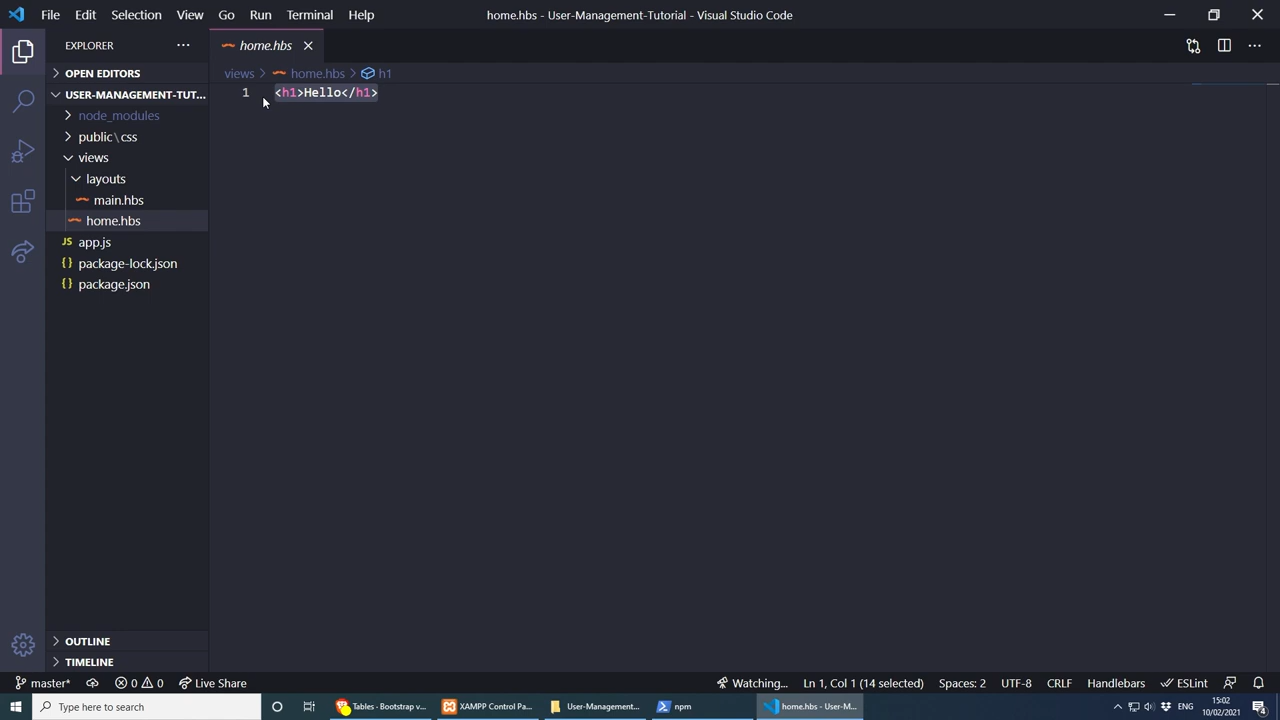 File Edit Selection View Go Run Terminal Help
home.hbs - User-Management-Tutorial - Visual Studio Code
EXPLORER
home.hbs
OPEN EDITORS
views home.hbs h1
USER-MANAGEMENT-TUT...
1 <h1>Hello</h1>
node_modules
public\css
views
layouts
main.hbs
home.hbs
JS app.js
{} package-lock.json
{} package.json
OUTLINE
TIMELINE
master* 0 0 Live Share
Watching... Ln 1, Col 1 (14 selected) Spaces: 2 UTF-8 CRLF Handlebars ESLint
Type here to search
Tables - Bootstrap v...
XAMPP Control Pa...
User-Management...
npm
home.hbs - User-M...
ENG
15:02
10/02/2021